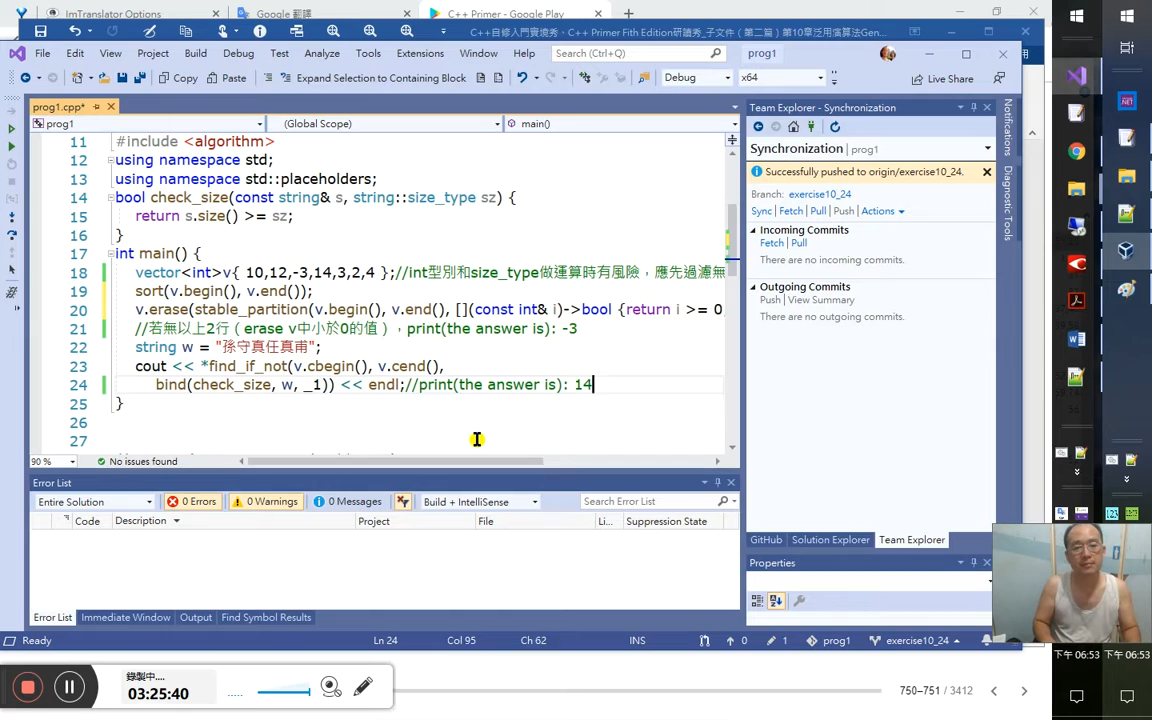 ImTranslator Options
Google 翻譯
C++ Primer - Google Play
C++自修入門實境秀、C++ Primer Fith Edition研讀秀_子文件（第二篇）第10章泛用演算法Gen...
File Edit View Project Build Debug Test Analyze Tools Extensions Window Help Search (Ctrl+Q) prog1
Copy Paste Expand Selection to Containing Block Debug x64 Live Share
prog1.cpp*
prog1 (Global Scope) main()
11 #include <algorithm>
12 using namespace std;
13 using namespace std::placeholders;
14 bool check_size(const string& s, string::size_type sz) {
15 return s.size() >= sz;
16 }
17 int main() {
18 vector<int>v{ 10,12,-3,14,3,2,4 };//int型別和size_type做運算時有風險，應先過濾無
19 sort(v.begin(), v.end());
20 v.erase(stable_partition(v.begin(), v.end(), [](const int& i)->bool {return i >= 0
21 //若無以上2行（erase v中小於0的值），print(the answer is): -3
22 string w = "孫守真任真甫";
23 cout << *find_if_not(v.cbegin(), v.cend(),
24 bind(check_size, w, _1)) << endl;//print(the answer is): 14
25 }
26
27
90 % No issues found
Error List
Entire Solution 0 Errors 0 Warnings 0 Messages Build + IntelliSense Search Error List
Code Description Project File Li... Suppression State
Error List Immediate Window Output Find Symbol Results
Ready Ln 24 Col 95 Ch 62 INS 0 1 prog1 exercise10_24
Team Explorer - Synchronization
Synchronization prog1
Successfully pushed to origin/exercise10_24.
Branch: exercise10_24
Sync Fetch Pull Push Actions
Incoming Commits
Fetch Pull
There are no incoming commits.
Outgoing Commits
Push View Summary
There are no outgoing commits.
GitHub Solution Explorer Team Explorer
Properties
Notifications
Diagnostic Tools
錄製中...
03:25:40
750–751 / 3412
下午 06:53 下午 06:53